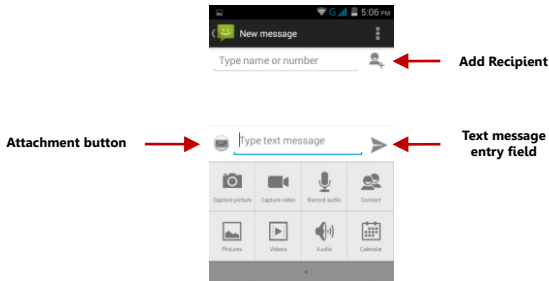 G 5:06 PM
New message
Type name or number
Add Recipient
Attachment button
Type text message
Text message
entry field
Capture picture
Capture video
Record audio
Contact
Pictures
Videos
Audio
Calendar